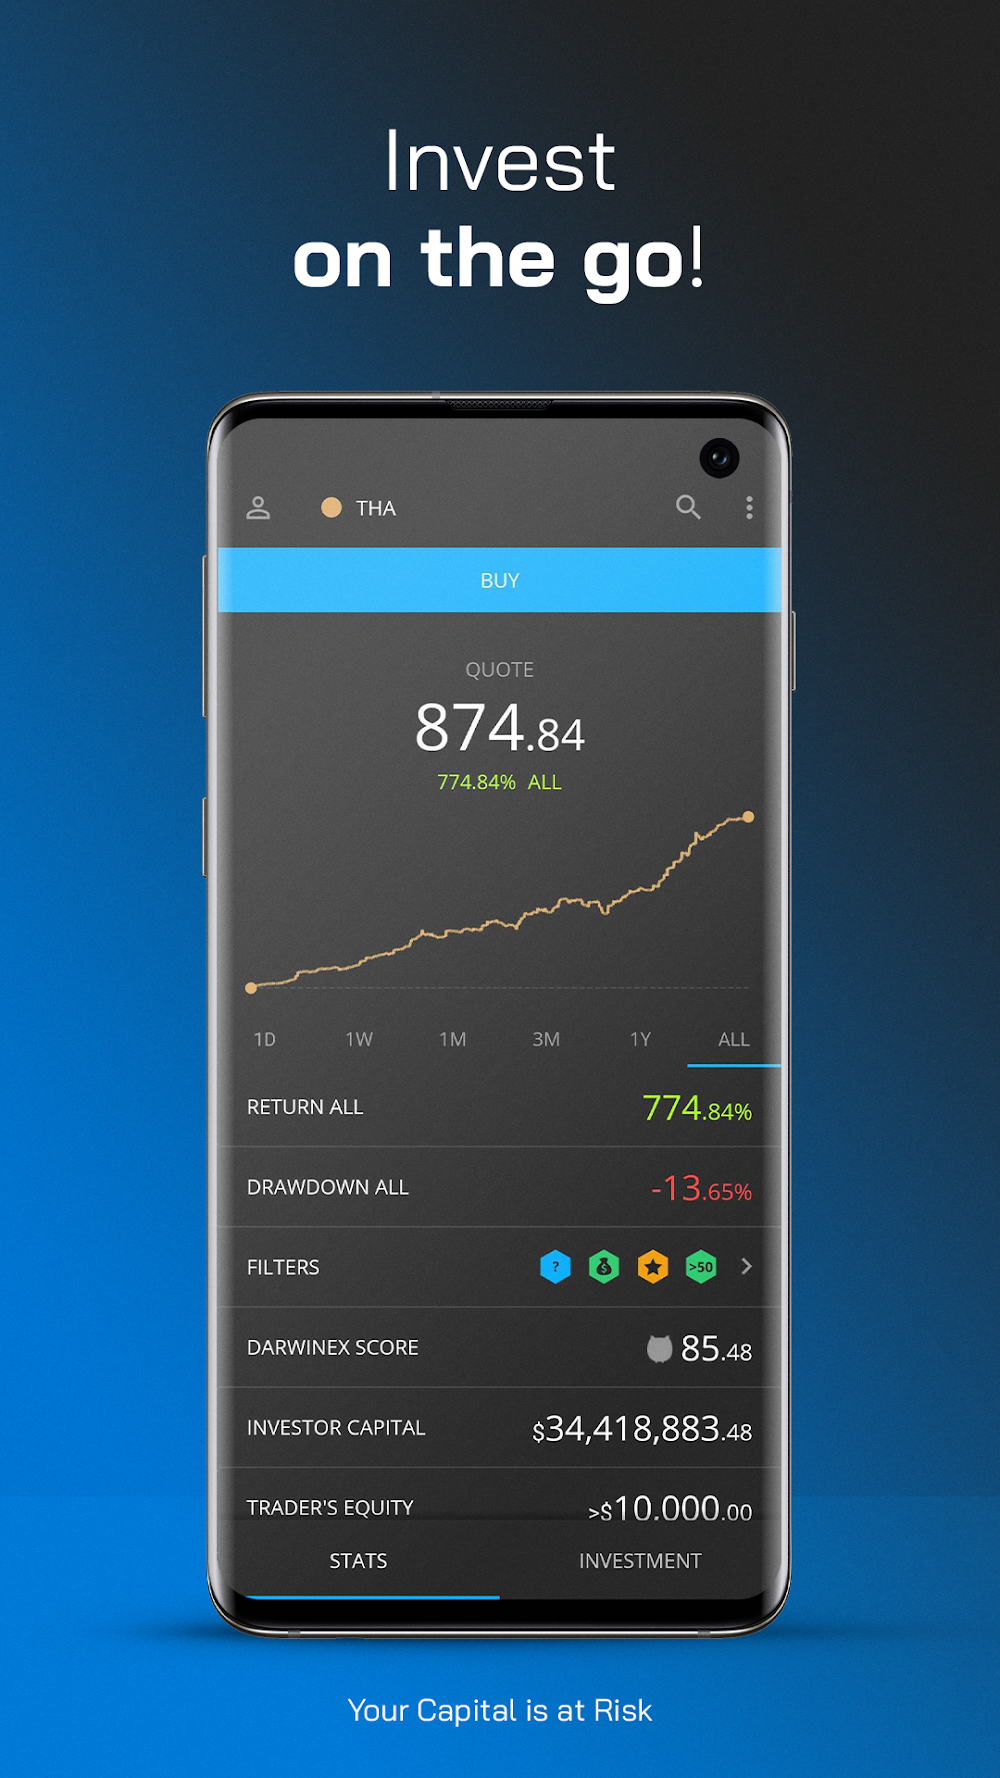 Invest
on the go!
THA
BUY
QUOTE
874.84
774.84% ALL
1D 1W 1M 3M 1Y ALL
RETURN ALL 774.84%
DRAWDOWN ALL -13.65%
FILTERS ? $ >50
DARWINEX SCORE 85.48
INVESTOR CAPITAL $34,418,883.48
TRADER'S EQUITY >$10.000.00
STATS INVESTMENT
Your Capital is at Risk